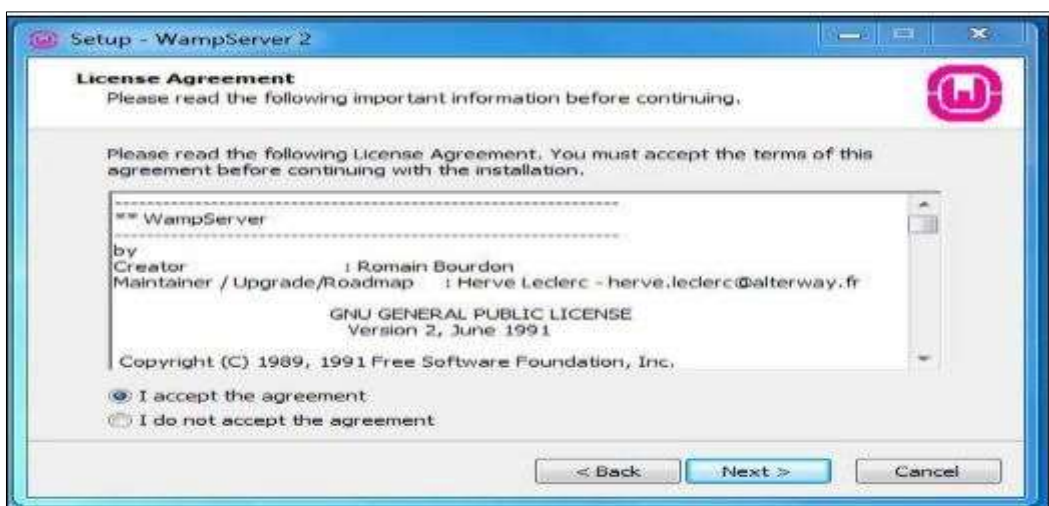 Setup - WampServer 2
License Agreement
Please read the following important information before continuing.
Please read the following License Agreement. You must accept the terms of this
agreement before continuing with the installation.
** WampServer
by
Creator : Romain Bourdon
Maintainer / Upgrade/Roadmap : Herve Leclerc - herve.leclerc@alterway.fr
GNU GENERAL PUBLIC LICENSE
Version 2, June 1991
Copyright (C) 1989, 1991 Free Software Foundation, Inc.
I accept the agreement
I do not accept the agreement
< Back Next > Cancel